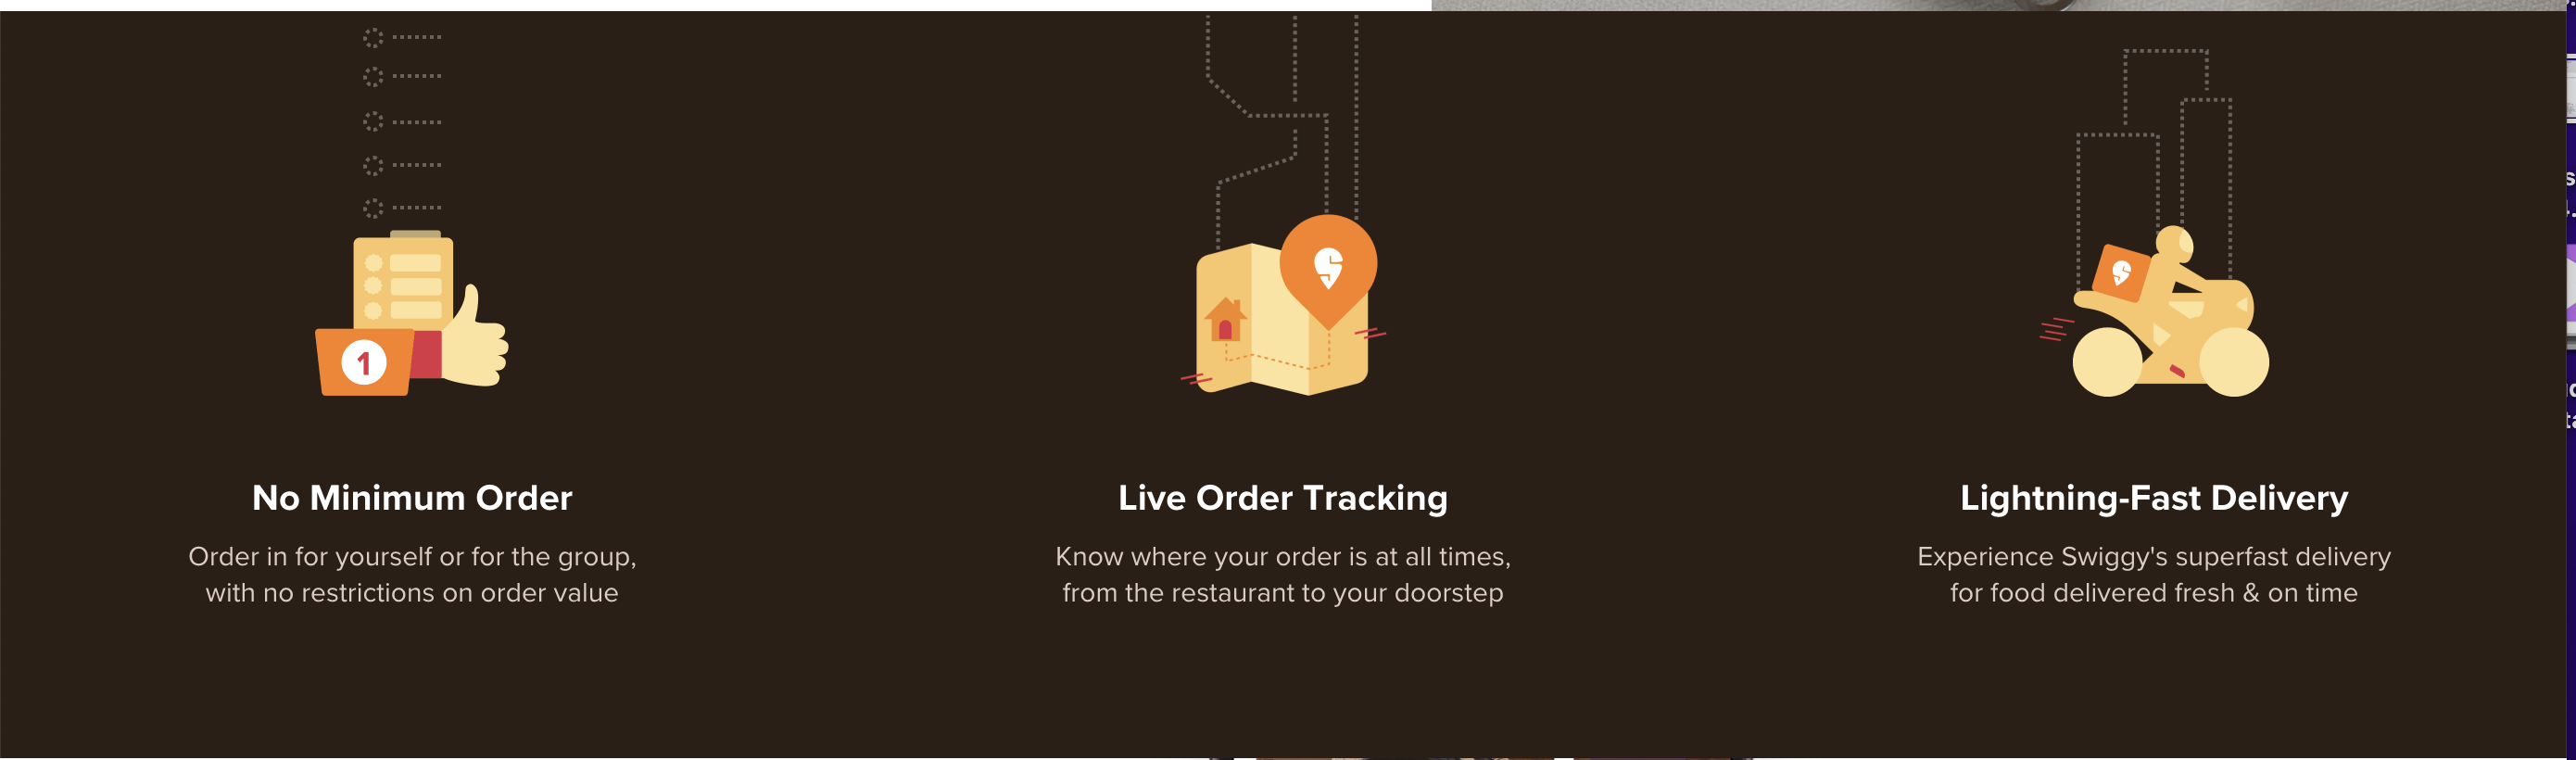 1
No Minimum Order
Order in for yourself or for the group,
with no restrictions on order value
Live Order Tracking
Know where your order is at all times,
from the restaurant to your doorstep
Lightning-Fast Delivery
Experience Swiggy's superfast delivery
for food delivered fresh & on time